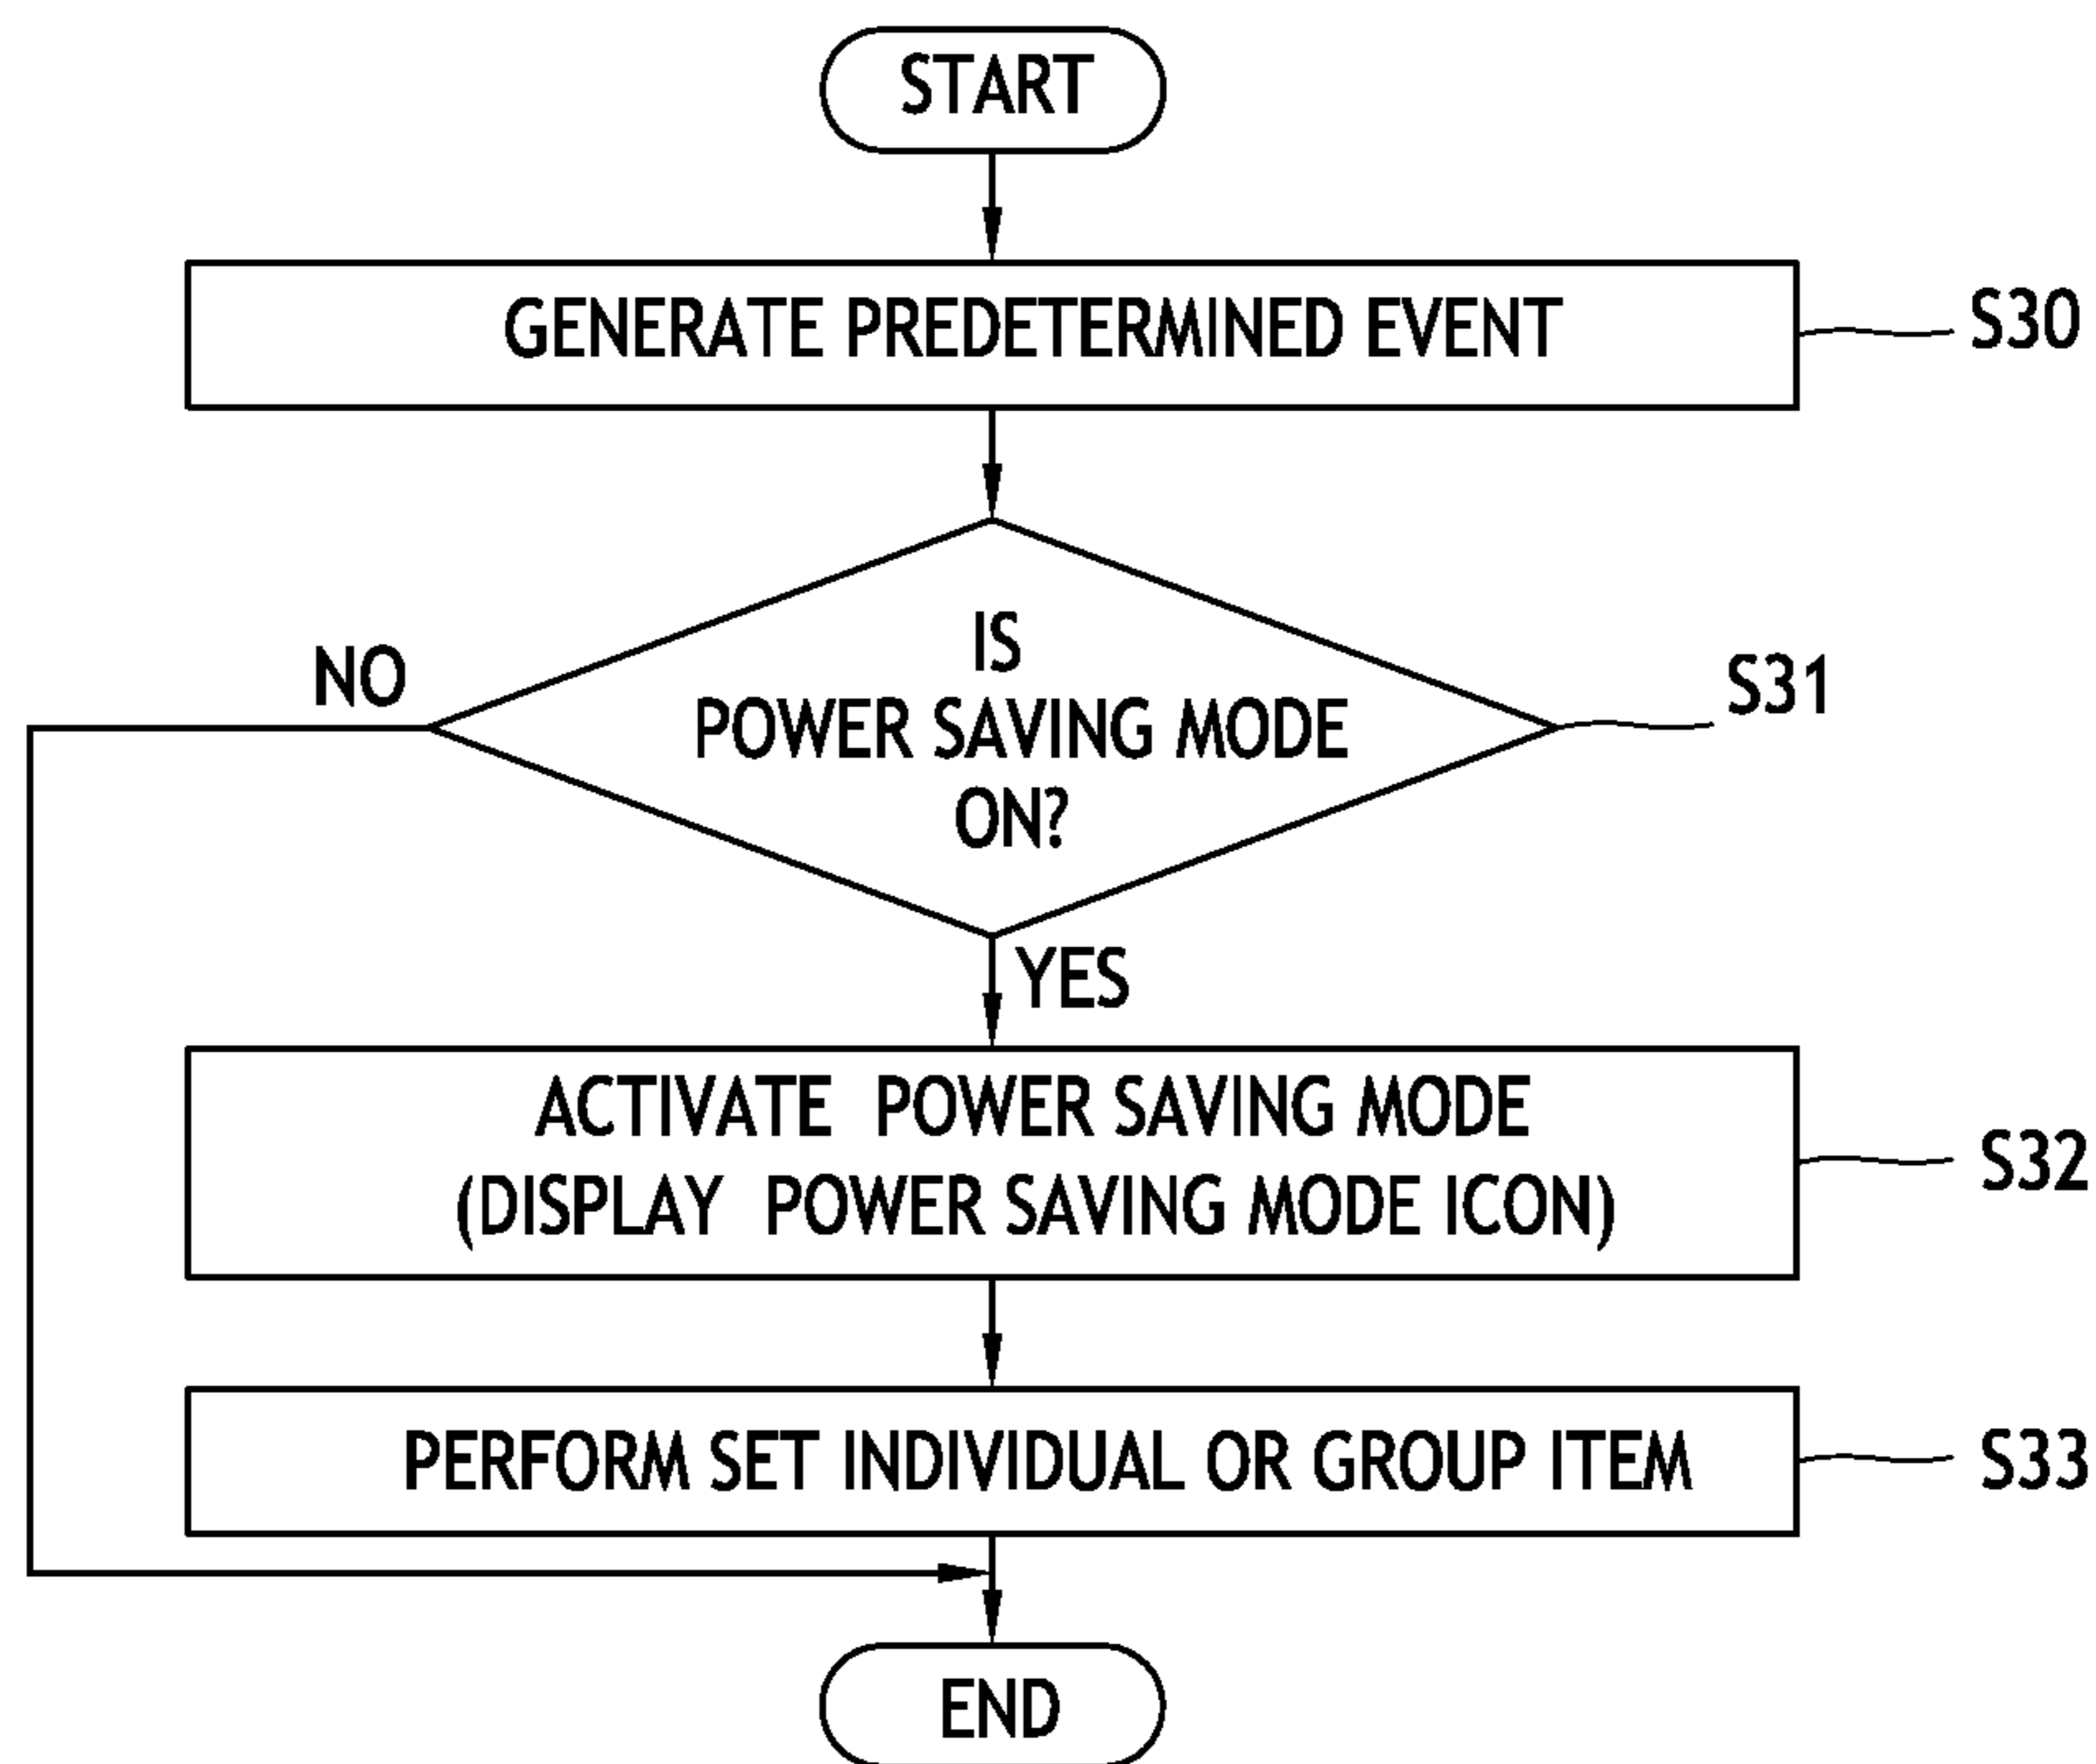 START
GENERATE PREDETERMINED EVENT
S30
IS
POWER SAVING MODE
ON?
S31
NO
YES
ACTIVATE POWER SAVING MODE
(DISPLAY POWER SAVING MODE ICON)
S32
PERFORM SET INDIVIDUAL OR GROUP ITEM
S33
END